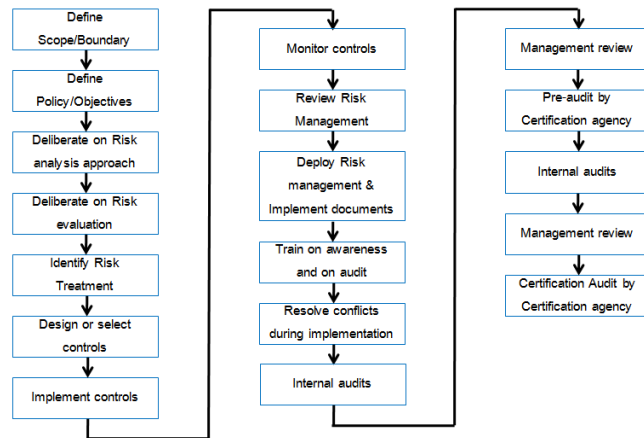 Define
Scope/Boundary
Define
Policy/Objectives
Deliberate on Risk
analysis approach
Deliberate on Risk
evaluation
Identify Risk
Treatment
Design or select
controls
Implement controls
Monitor controls
Review Risk
Management
Deploy Risk
management &
Implement documents
Train on awareness
and on audit
Resolve conflicts
during implementation
Internal audits
Management review
Pre-audit by
Certification agency
Internal audits
Management review
Certification Audit by
Certification agency